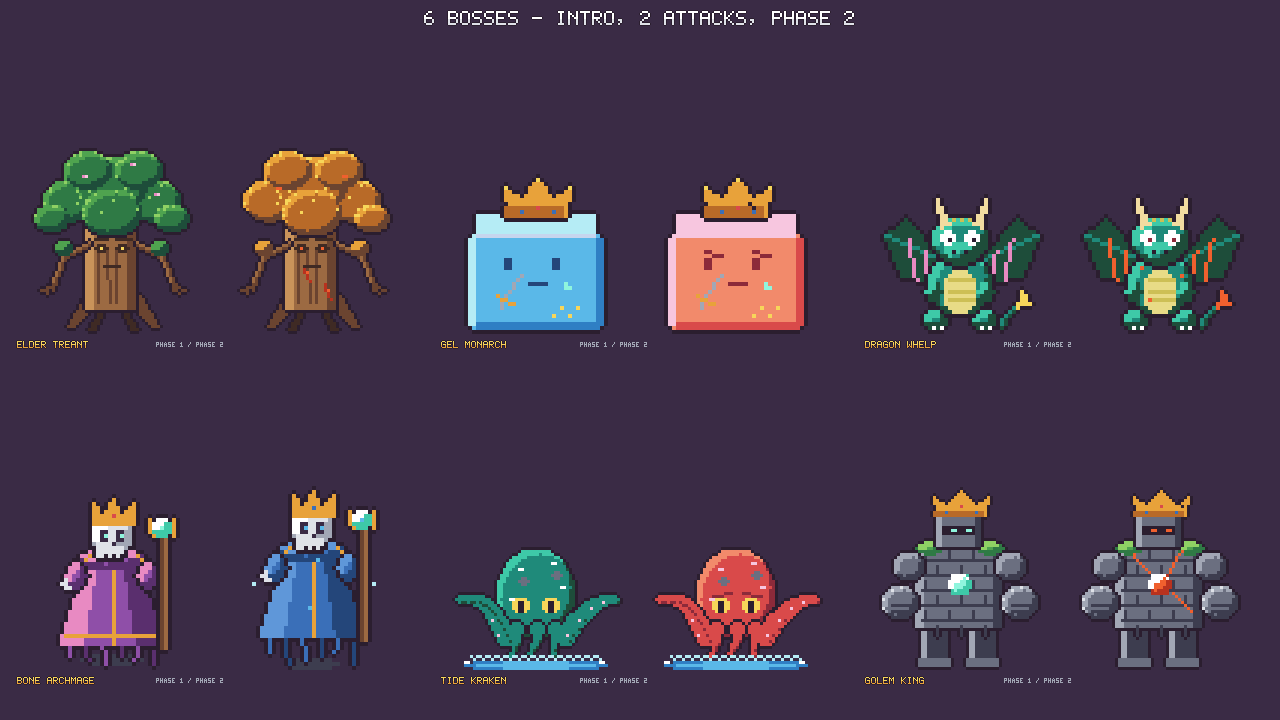 6 BOSSES - INTRO, 2 ATTACKS, PHASE 2
ELDER TREANT PHASE 1 / PHASE 2
GEL MONARCH PHASE 1 / PHASE 2
DRAGON WHELP PHASE 1 / PHASE 2
BONE ARCHMAGE PHASE 1 / PHASE 2
TIDE KRAKEN PHASE 1 / PHASE 2
GOLEM KING PHASE 1 / PHASE 2